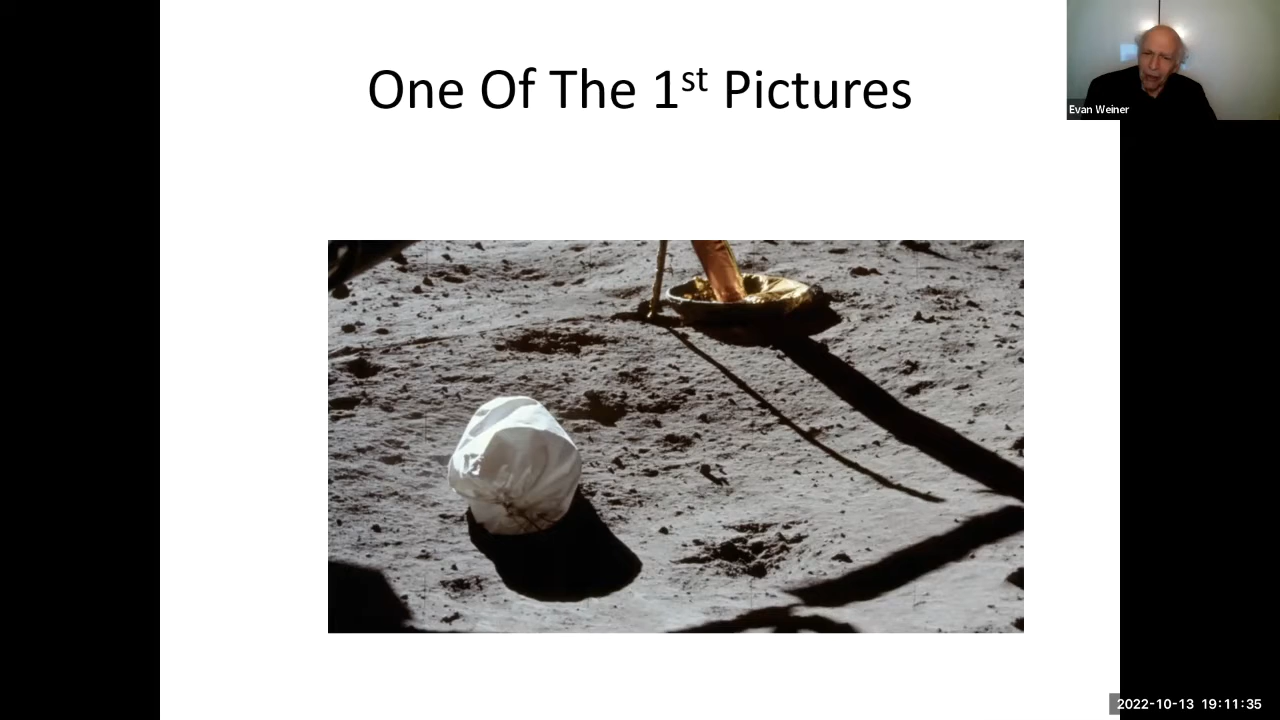 One Of The 1st Pictures
Evan Weiner
2022-10-13 19:11:35